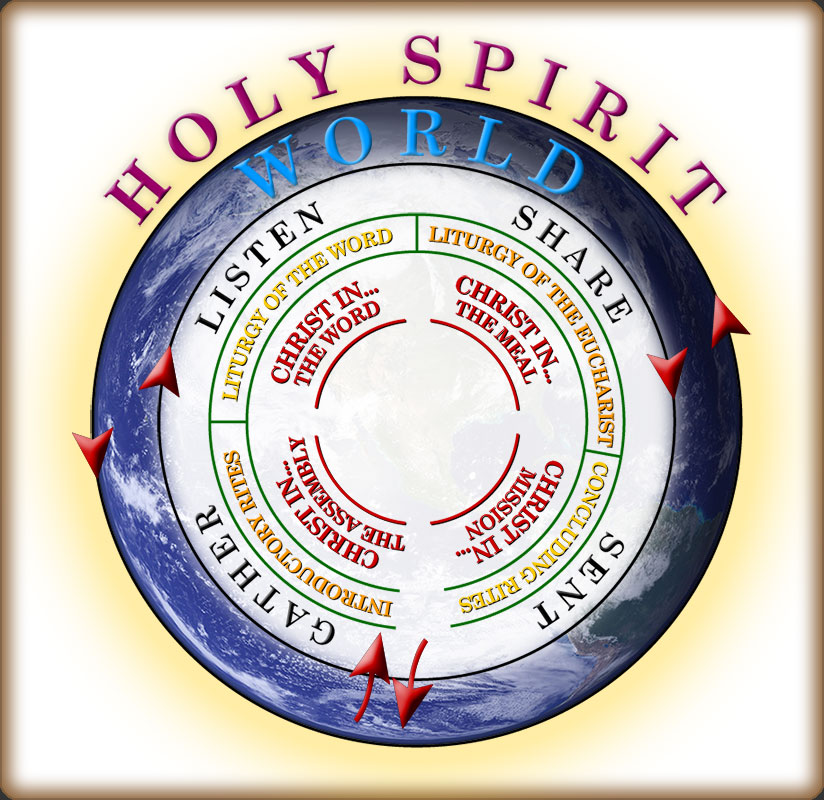 HOLY SPIRIT
WORLD
LISTEN
SHARE
LITURGY OF THE WORD
LITURGY OF THE EUCHARIST
CHRIST IN...
THE WORD
CHRIST IN...
THE MEAL
CHRIST IN...
THE ASSEMBLY
CHRIST IN...
MISSION
INTRODUCTORY RITES
CONCLUDING RITES
GATHER
SENT